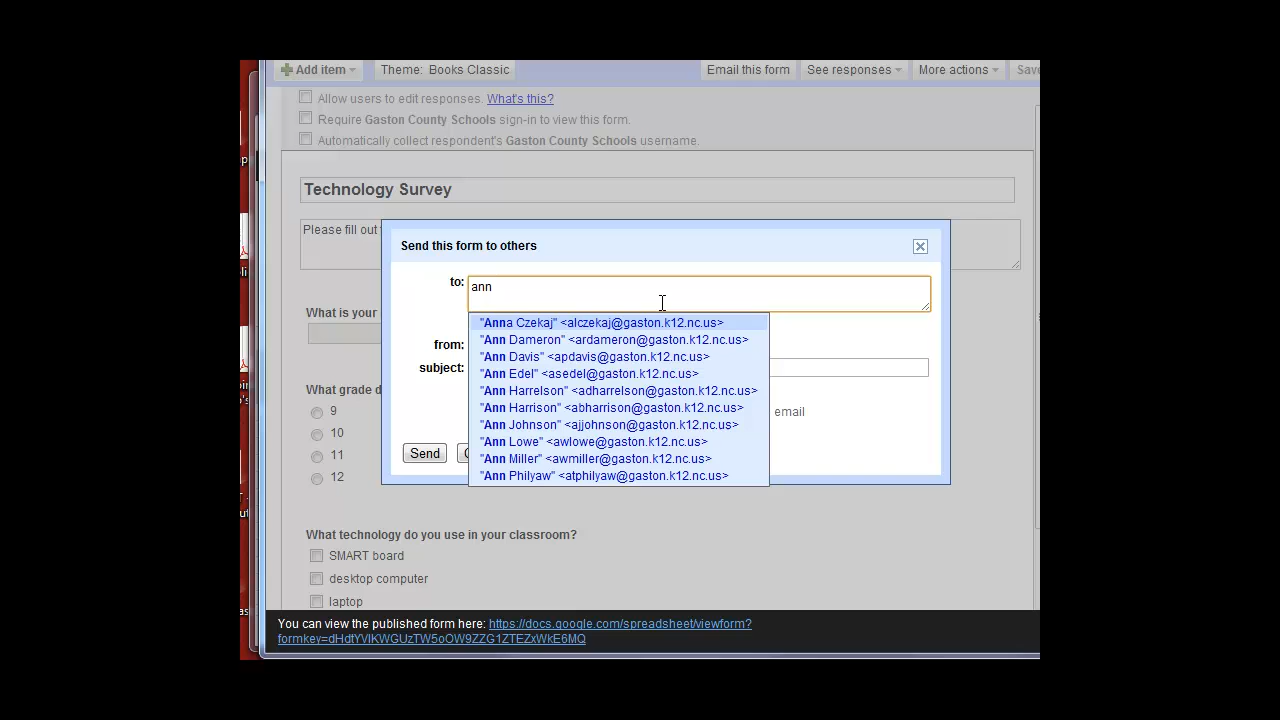 Add item
Theme: Books Classic
Email this form
See responses
More actions
Allow users to edit responses. What's this?
Require Gaston County Schools sign-in to view this form.
Automatically collect respondent's Gaston County Schools username.
Technology Survey
Please fill out
Send this form to others
to: ann
"Anna Czekaj" <alczekaj@gaston.k12.nc.us>
"Ann Dameron" <ardameron@gaston.k12.nc.us>
"Ann Davis" <apdavis@gaston.k12.nc.us>
"Ann Edel" <asedel@gaston.k12.nc.us>
"Ann Harrelson" <adharrelson@gaston.k12.nc.us>
"Ann Harrison" <abharrison@gaston.k12.nc.us>
"Ann Johnson" <ajjohnson@gaston.k12.nc.us>
"Ann Lowe" <awlowe@gaston.k12.nc.us>
"Ann Miller" <awmiller@gaston.k12.nc.us>
"Ann Philyaw" <atphilyaw@gaston.k12.nc.us>
from:
subject:
email
Send
What is your
What grade d
9
10
11
12
What technology do you use in your classroom?
SMART board
desktop computer
laptop
You can view the published form here: https://docs.google.com/spreadsheet/viewform?
formkey=dHdtYVlKWGUzTW5oOW9ZZG1ZTEZxWkE6MQ